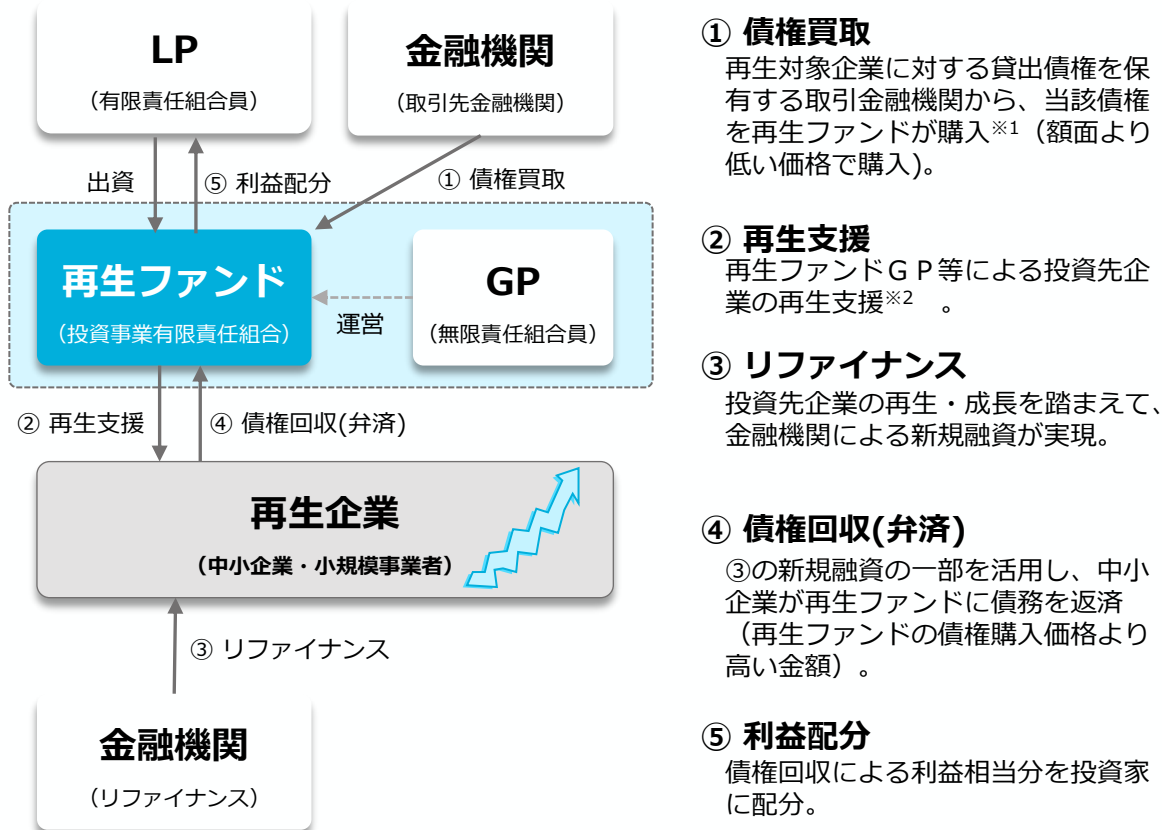 LP
（有限責任組合員）
金融機関
（取引先金融機関）
出資
⑤ 利益配分
① 債権買取
再生ファンド
（投資事業有限責任組合）
運営
GP
（無限責任組合員）
② 再生支援
④ 債権回収(弁済)
再生企業
（中小企業・小規模事業者）
③ リファイナンス
金融機関
（リファイナンス）
① 債権買取
再生対象企業に対する貸出債権を保
有する取引金融機関から、当該債権
を再生ファンドが購入※1（額面より
低い価格で購入)。
② 再生支援
再生ファンドＧＰ等による投資先企
業の再生支援※2　。
③ リファイナンス
投資先企業の再生・成長を踏まえて、
金融機関による新規融資が実現。
④ 債権回収(弁済)
③の新規融資の一部を活用し、中小
企業が再生ファンドに債務を返済
（再生ファンドの債権購入価格より
高い金額）。
⑤ 利益配分
債権回収による利益相当分を投資家
に配分。